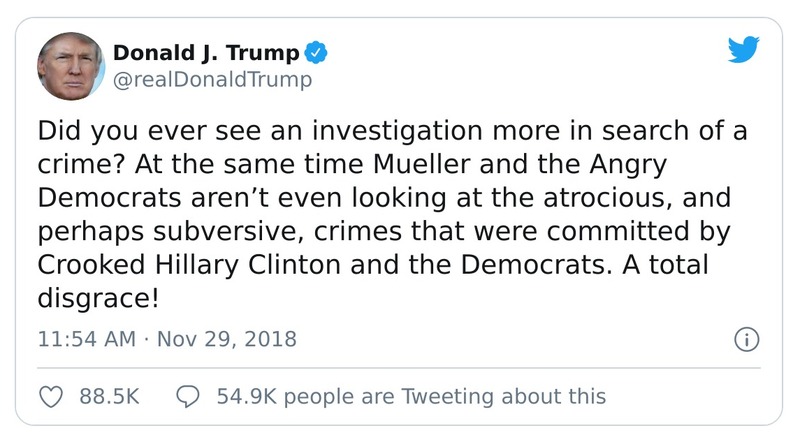 Donald J. Trump
@realDonaldTrump
Did you ever see an investigation more in search of a
crime? At the same time Mueller and the Angry
Democrats aren’t even looking at the atrocious, and
perhaps subversive, crimes that were committed by
Crooked Hillary Clinton and the Democrats. A total
disgrace!
11:54 AM · Nov 29, 2018
88.5K 54.9K people are Tweeting about this